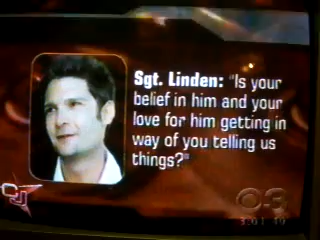 Sgt. Linden: "Is your
belief in him and your
love for him getting in
way of you telling us
things?"
CJ
3